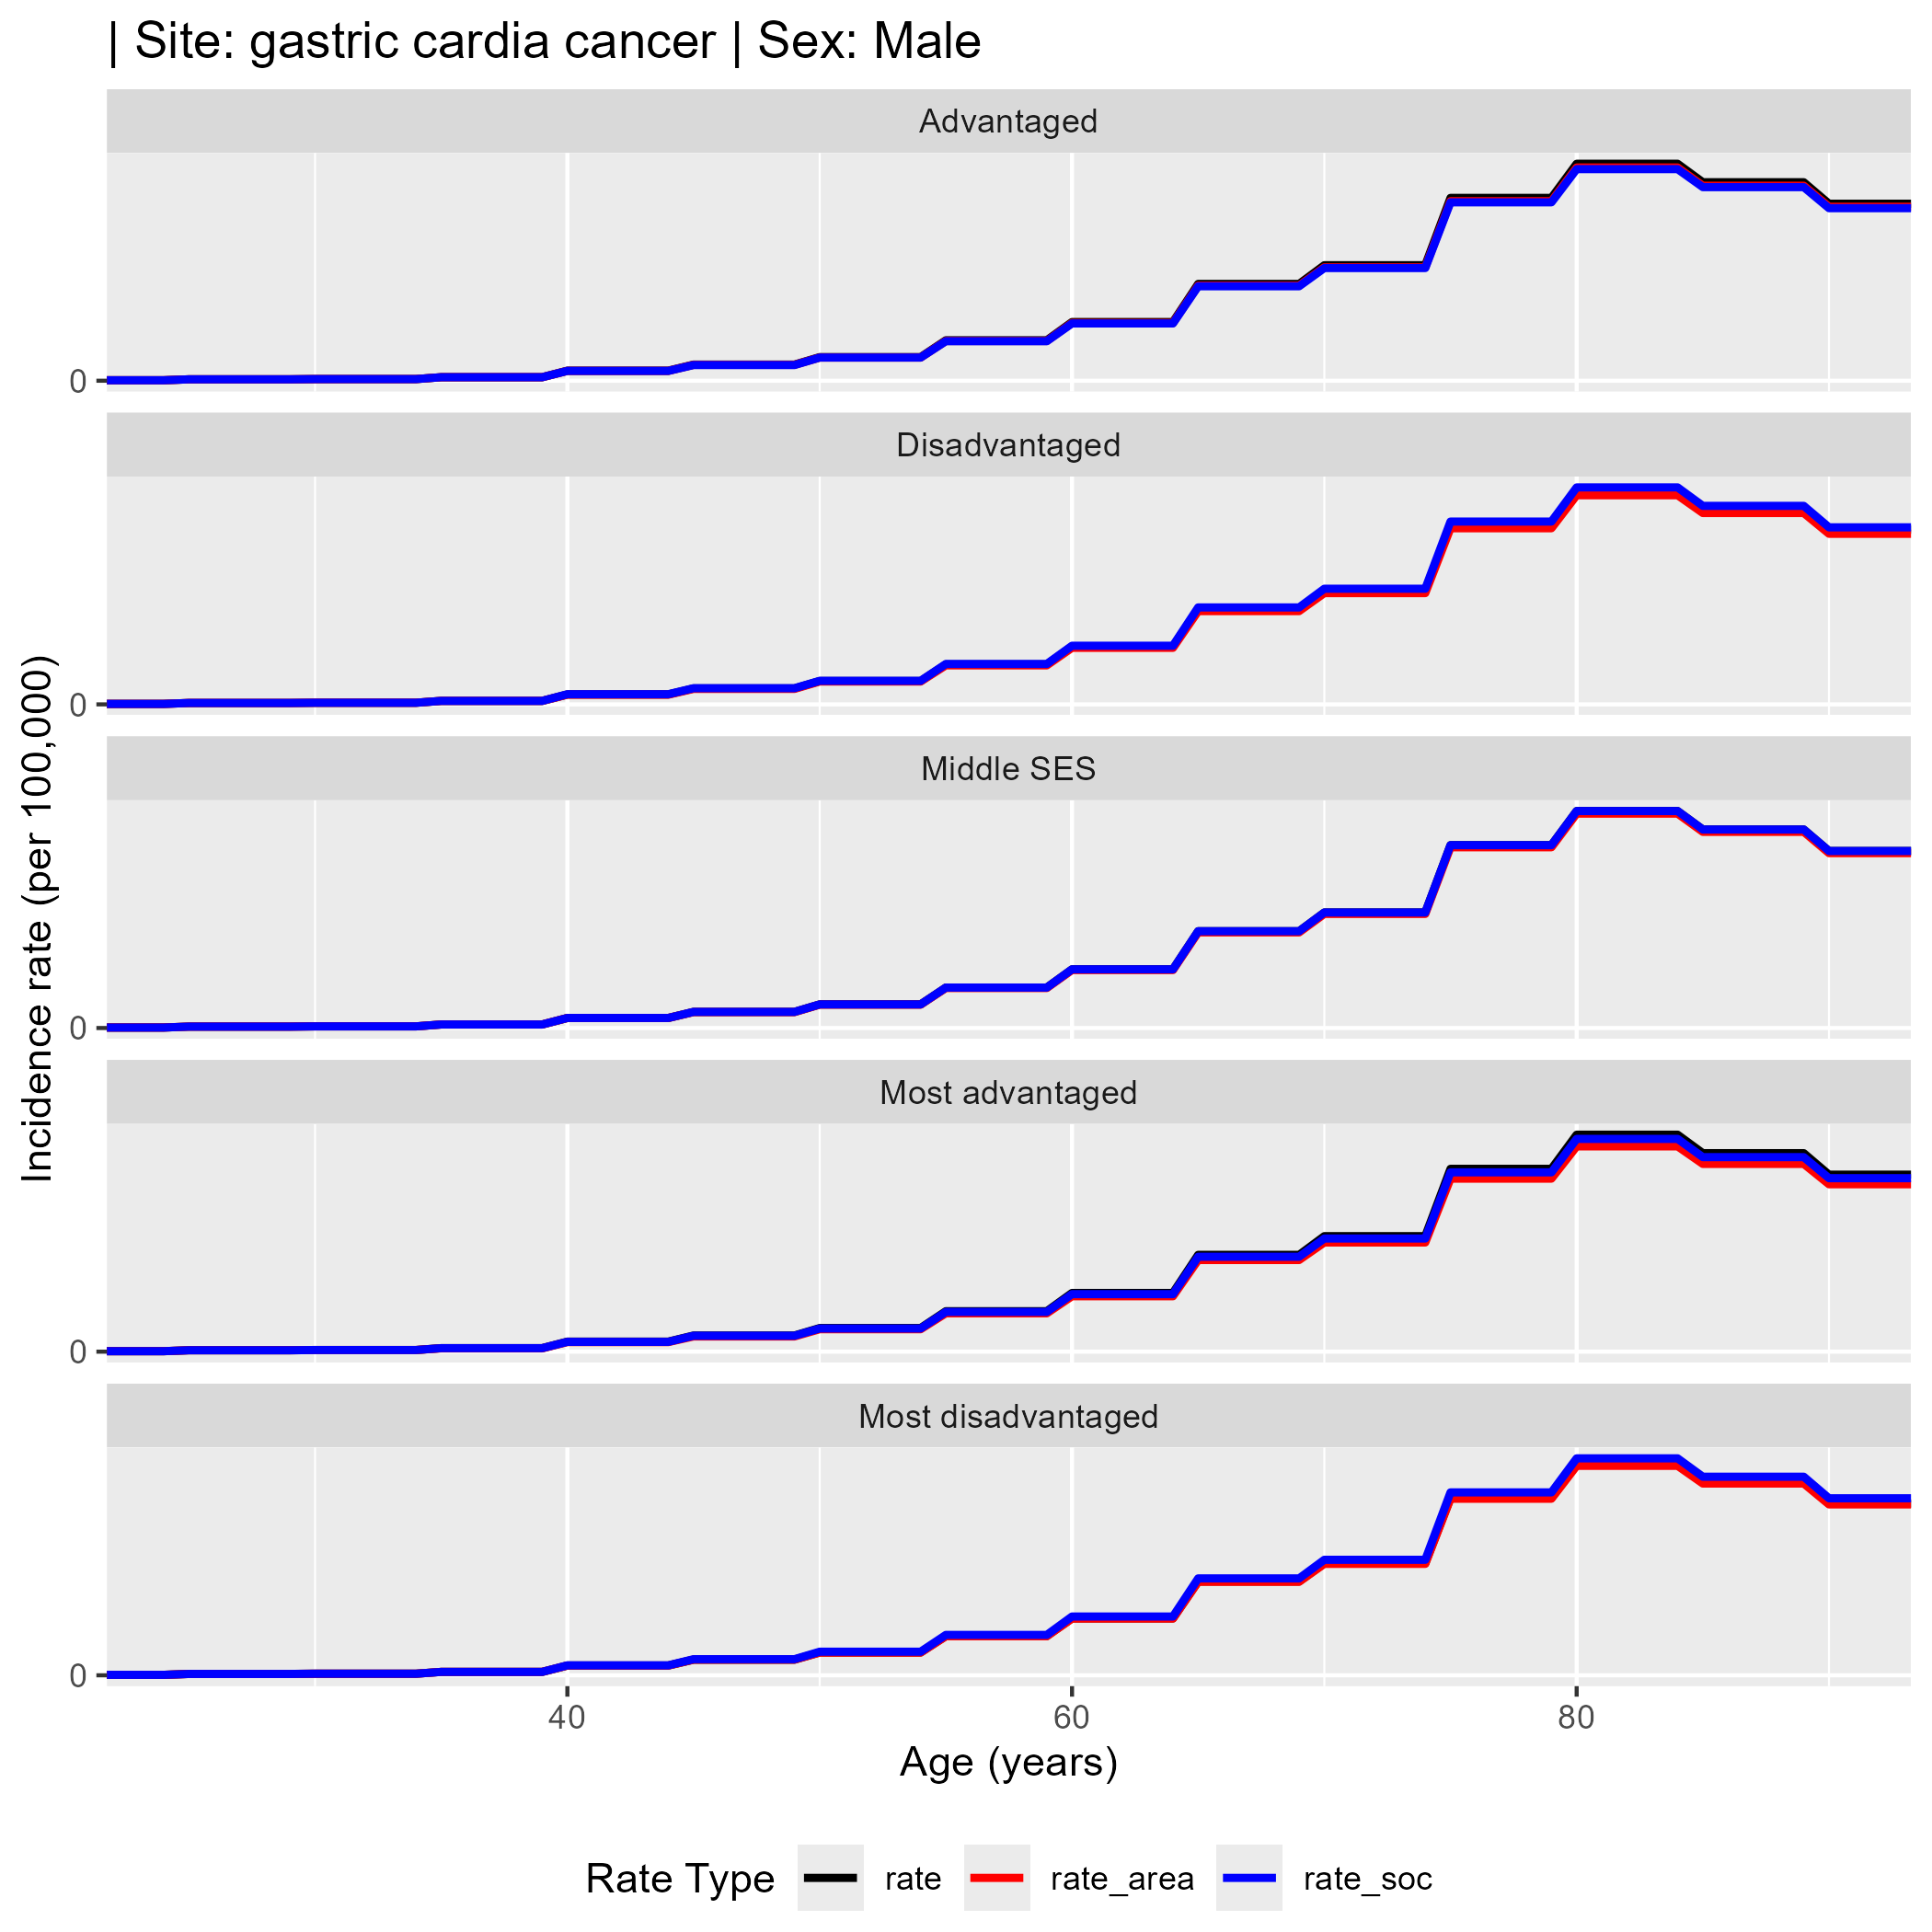 | Site: gastric cardia cancer | Sex: Male
Advantaged
0
Disadvantaged
0
Middle SES
0
Most advantaged
0
Most disadvantaged
0
Incidence rate (per 100,000)
40 60 80
Age (years)
Rate Type rate rate_area rate_soc